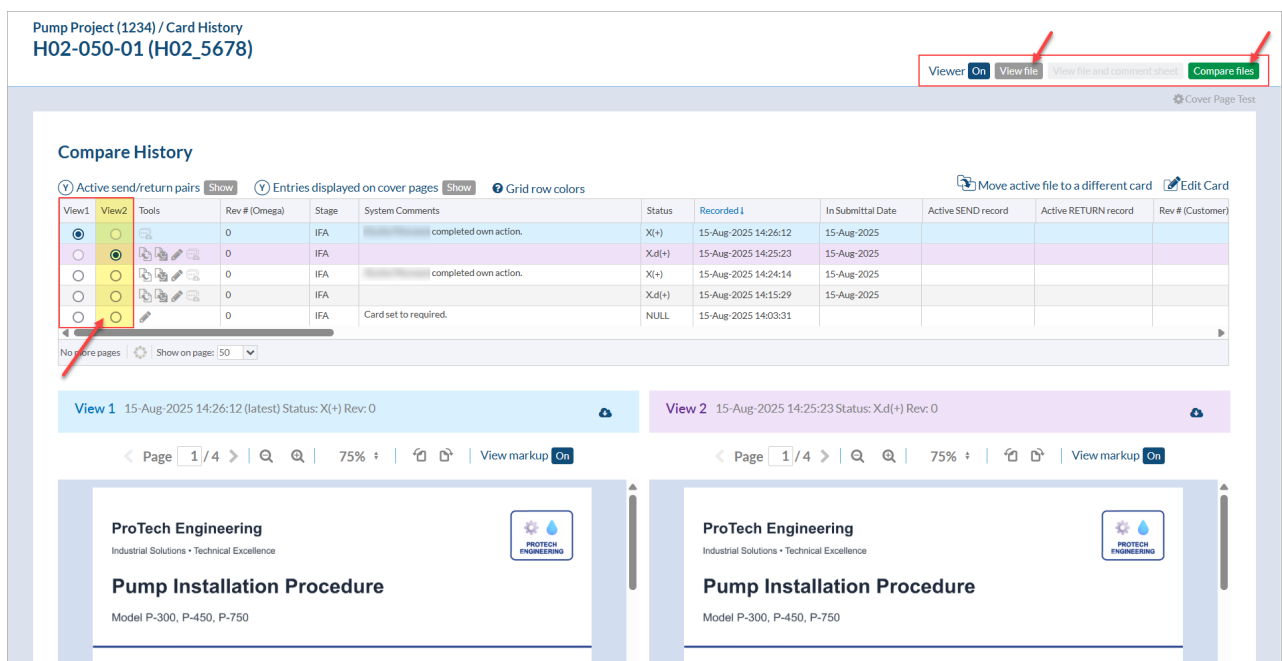 Pump Project (1234) / Card History
H02-050-01 (H02_5678)
Viewer On View file View file and comment sheet Compare files
Cover Page Test
Compare History
Y Active send/return pairs Show Y Entries displayed on cover pages Show ? Grid row colors Move active file to a different card Edit Card
View1 View2 Tools Rev # (Omega) Stage System Comments Status Recorded↓ In Submittal Date Active SEND record Active RETURN record Rev # (Customer)
0 IFA completed own action. X(+) 15-Aug-2025 14:26:12 15-Aug-2025
0 IFA X.d(+) 15-Aug-2025 14:25:23 15-Aug-2025
0 IFA completed own action. X(+) 15-Aug-2025 14:24:14 15-Aug-2025
0 IFA X.d(+) 15-Aug-2025 14:15:29 15-Aug-2025
0 IFA Card set to required. NULL 15-Aug-2025 14:03:31
No more pages Show on page: 50
View 1 15-Aug-2025 14:26:12 (latest) Status: X(+) Rev: 0
View 2 15-Aug-2025 14:25:23 Status: X.d(+) Rev: 0
Page 1 / 4 75% View markup On
Page 1 / 4 75% View markup On
ProTech Engineering
Industrial Solutions • Technical Excellence
PROTECH
ENGINEERING
Pump Installation Procedure
Model P-300, P-450, P-750
ProTech Engineering
Industrial Solutions • Technical Excellence
PROTECH
ENGINEERING
Pump Installation Procedure
Model P-300, P-450, P-750